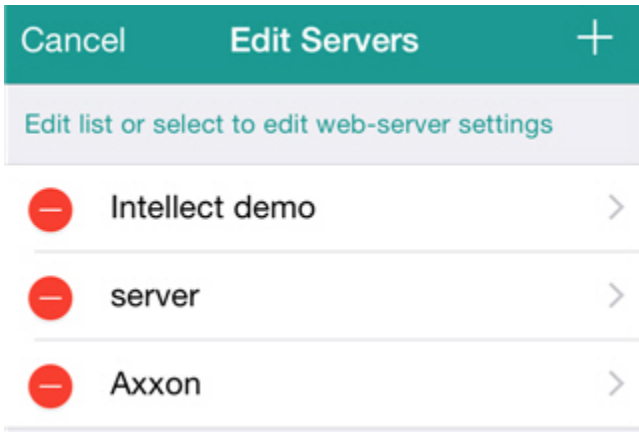 Cancel Edit Servers +
Edit list or select to edit web-server settings
Intellect demo
server
Axxon